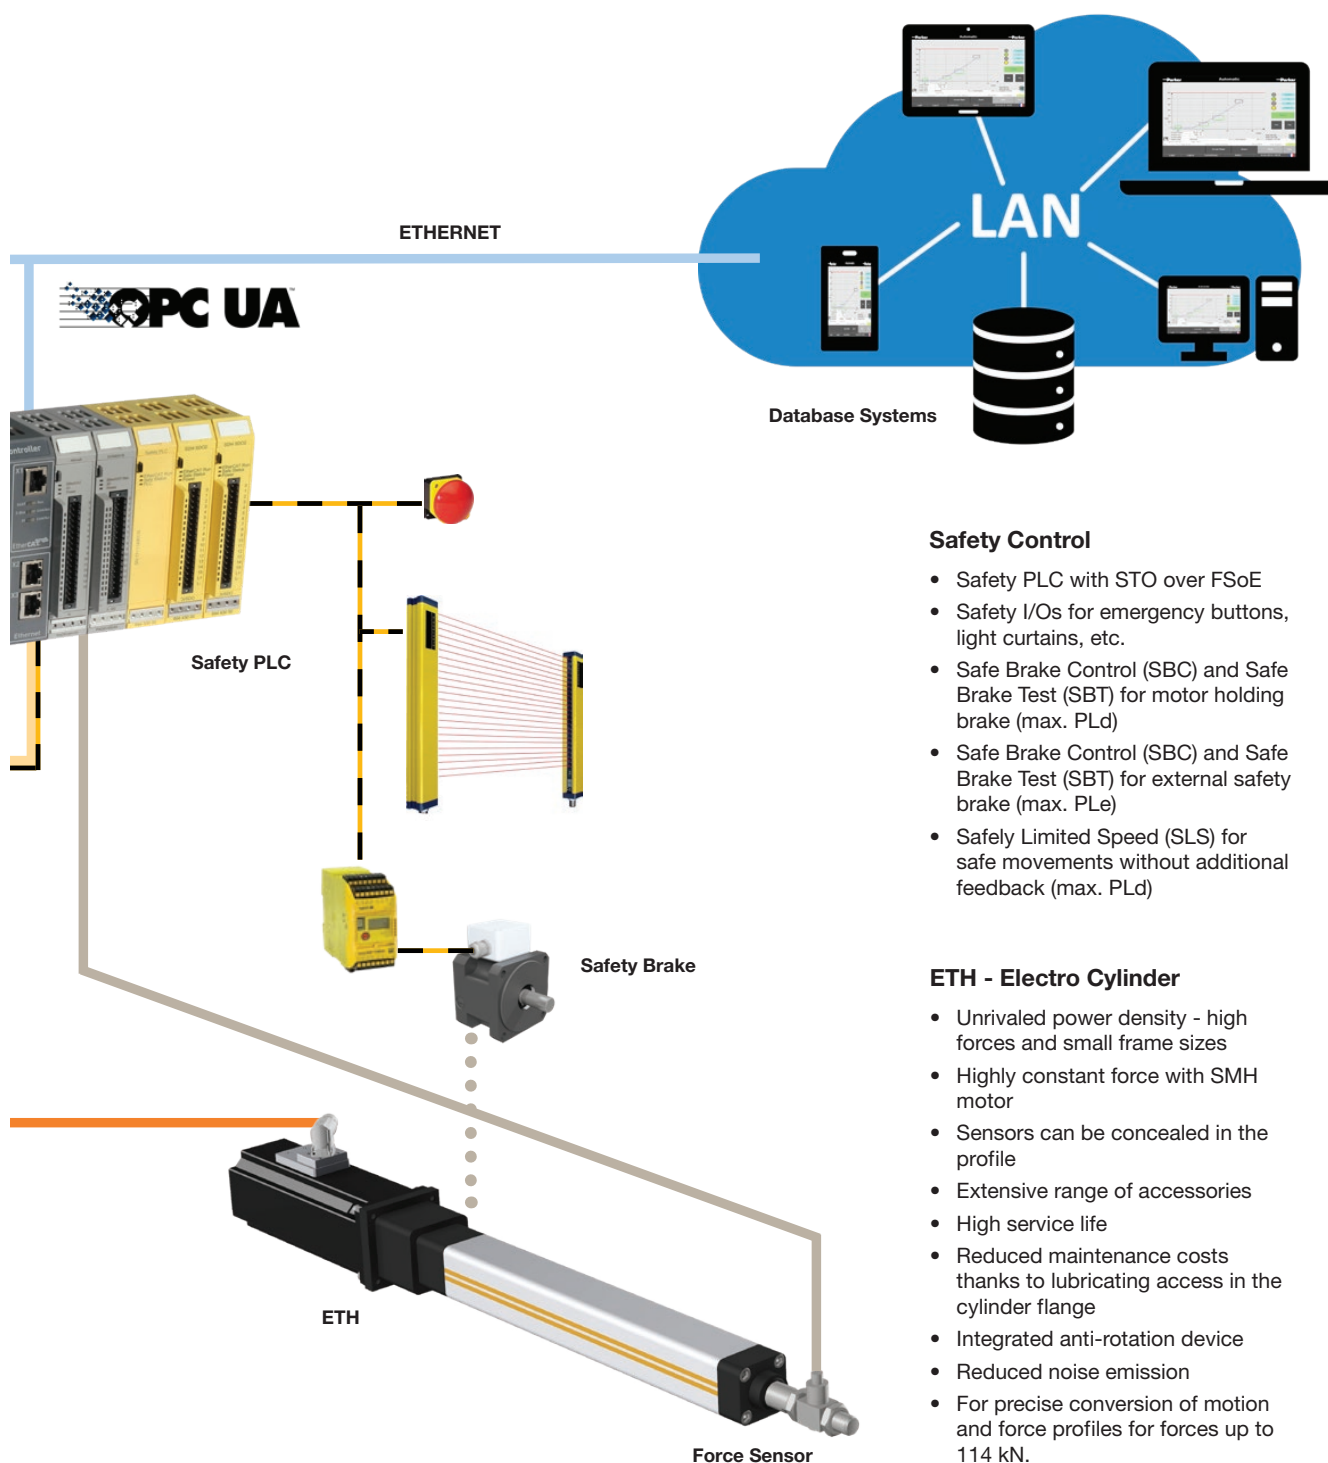 ETHERNET
OPC UA
LAN
Database Systems
Safety PLC
Safety Brake
ETH
Force Sensor
Safety Control
• Safety PLC with STO over FSoE
• Safety I/Os for emergency buttons,
light curtains, etc.
• Safe Brake Control (SBC) and Safe
Brake Test (SBT) for motor holding
brake (max. PLd)
• Safe Brake Control (SBC) and Safe
Brake Test (SBT) for external safety
brake (max. PLe)
• Safely Limited Speed (SLS) for
safe movements without additional
feedback (max. PLd)
ETH - Electro Cylinder
• Unrivaled power density - high
forces and small frame sizes
• Highly constant force with SMH
motor
• Sensors can be concealed in the
profile
• Extensive range of accessories
• High service life
• Reduced maintenance costs
thanks to lubricating access in the
cylinder flange
• Integrated anti-rotation device
• Reduced noise emission
• For precise conversion of motion
and force profiles for forces up to
114 kN.